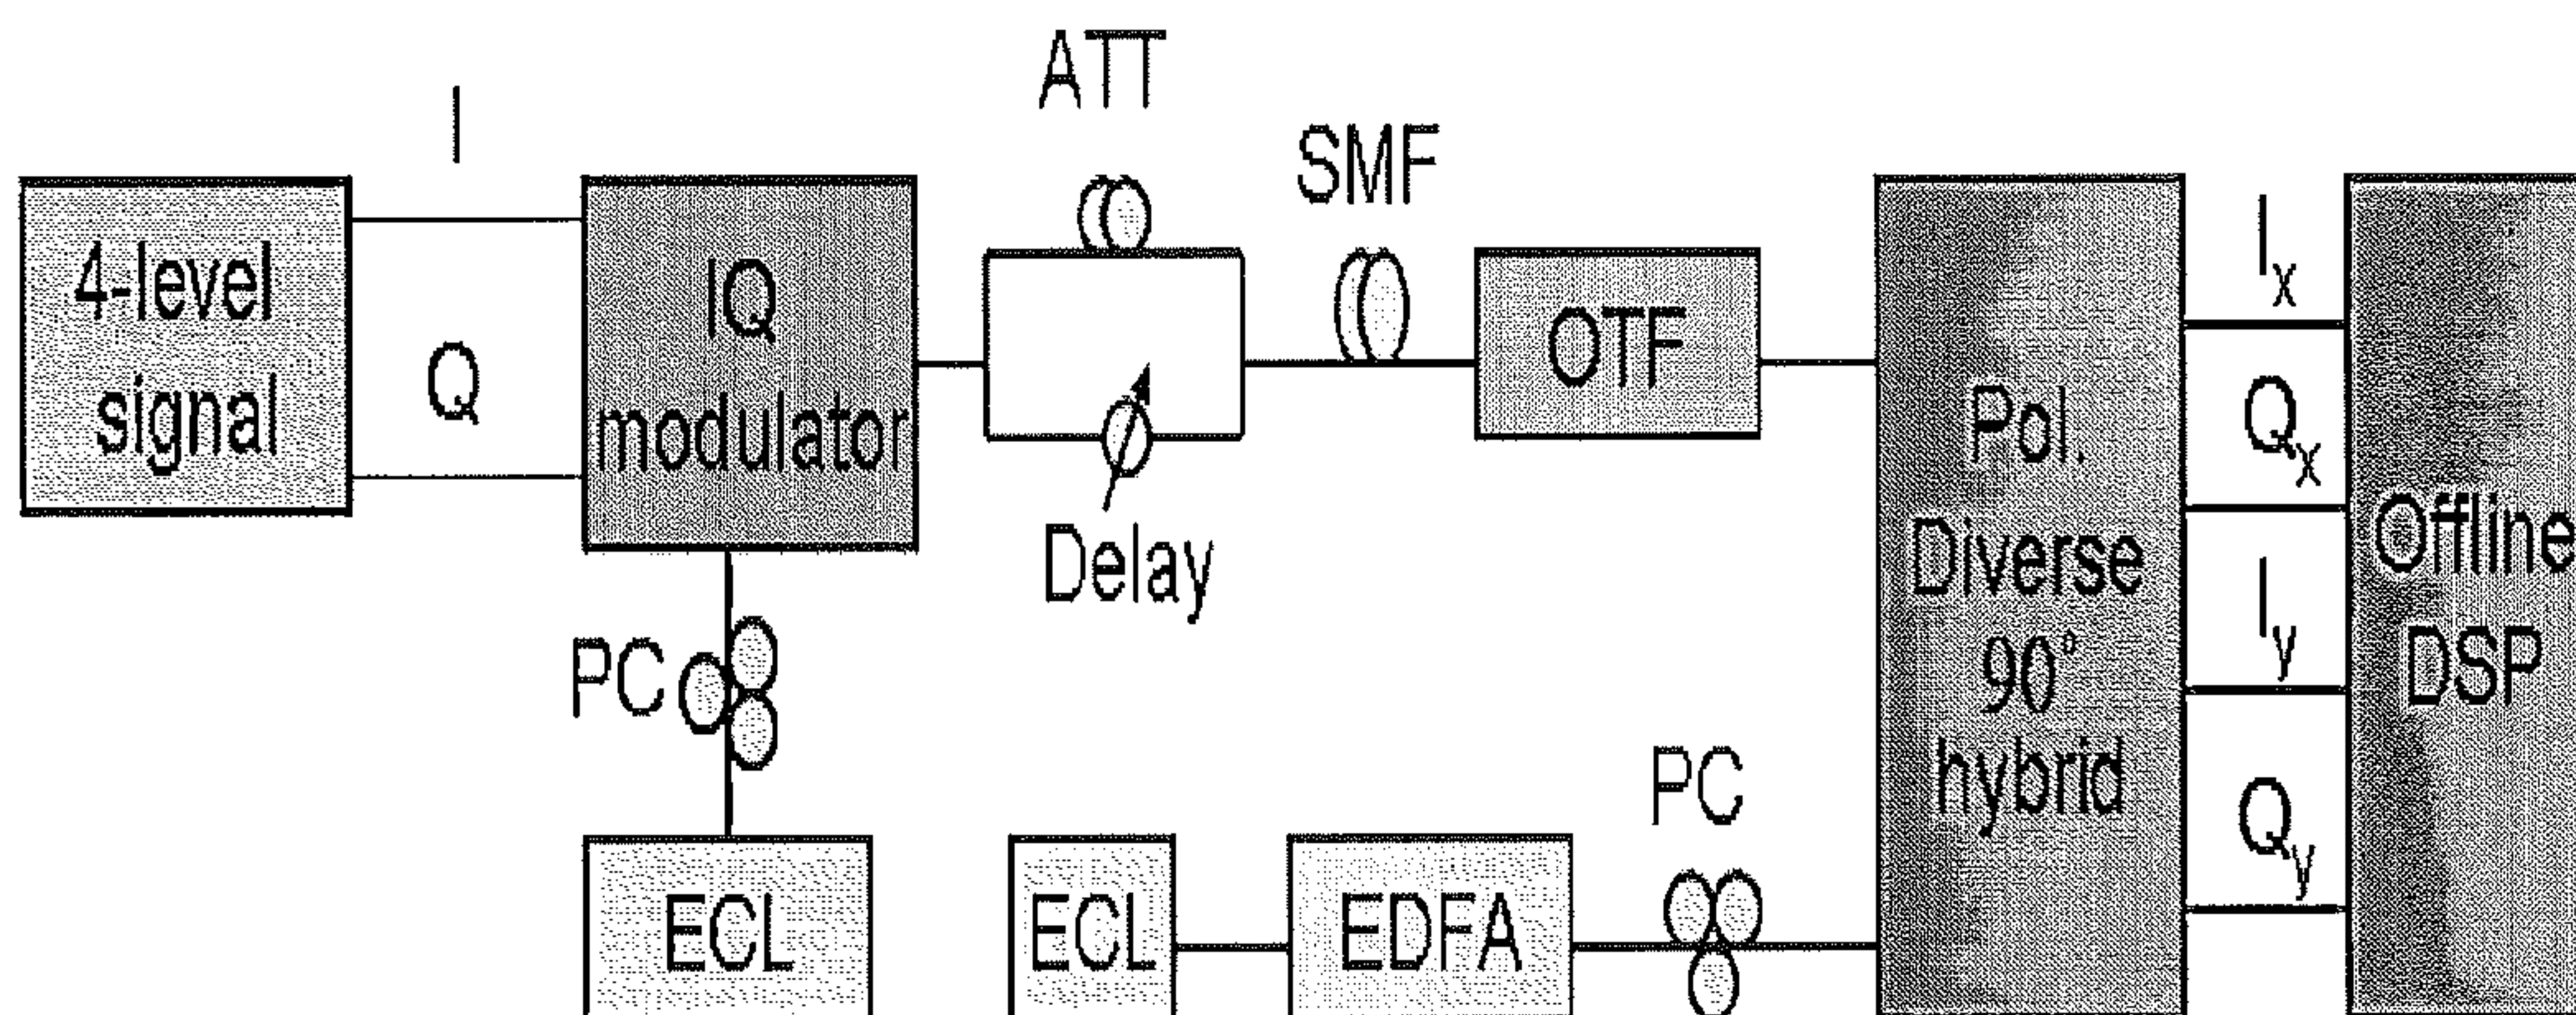 4-level
signal
I
Q
IQ
modulator
ATT
Delay
SMF
OTF
Pol.
Diverse
90°
hybrid
Ix
Qx
Iy
Qy
Offline
DSP
PC
ECL
ECL
EDFA
PC